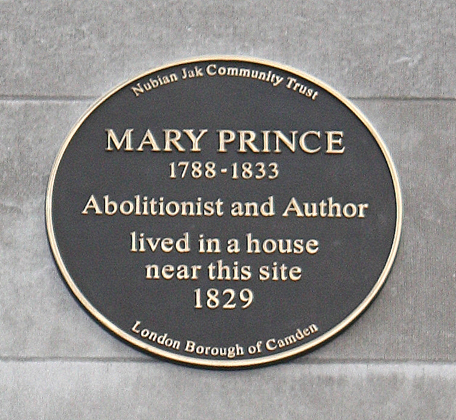 Nubian Jak Community Trust
MARY PRINCE
1788-1833
Abolitionist and Author
lived in a house
near this site
1829
London Borough of Camden